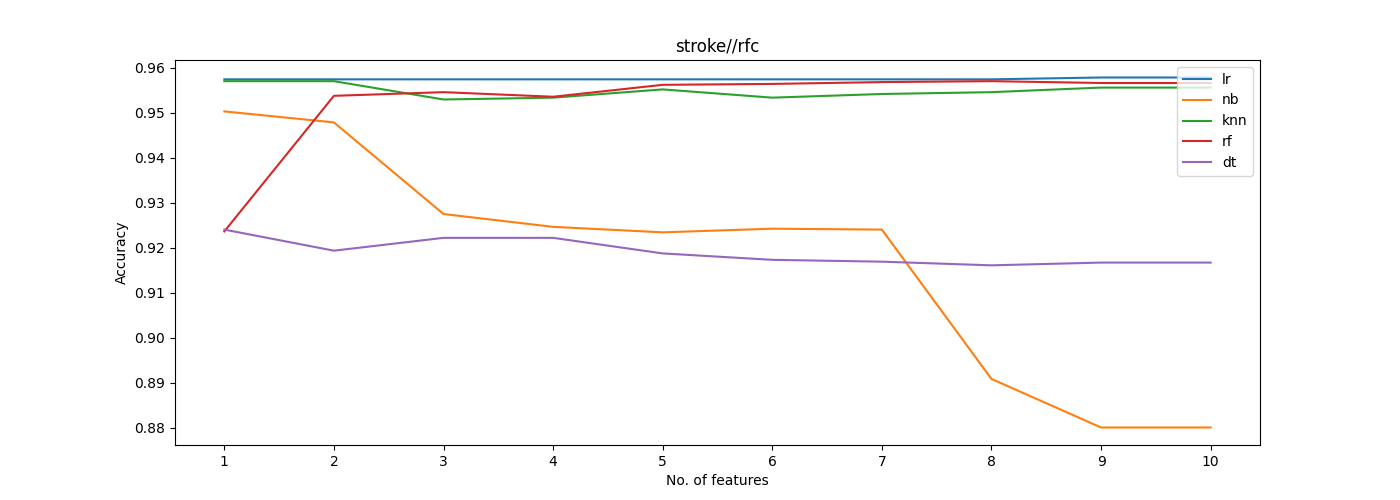 stroke//rfc
0.96
0.95
0.94
0.93
0.92
0.91
0.90
0.89
0.88
Accuracy
lr
nb
knn
rf
dt
1 2 3 4 5 6 7 8 9 10
No. of features